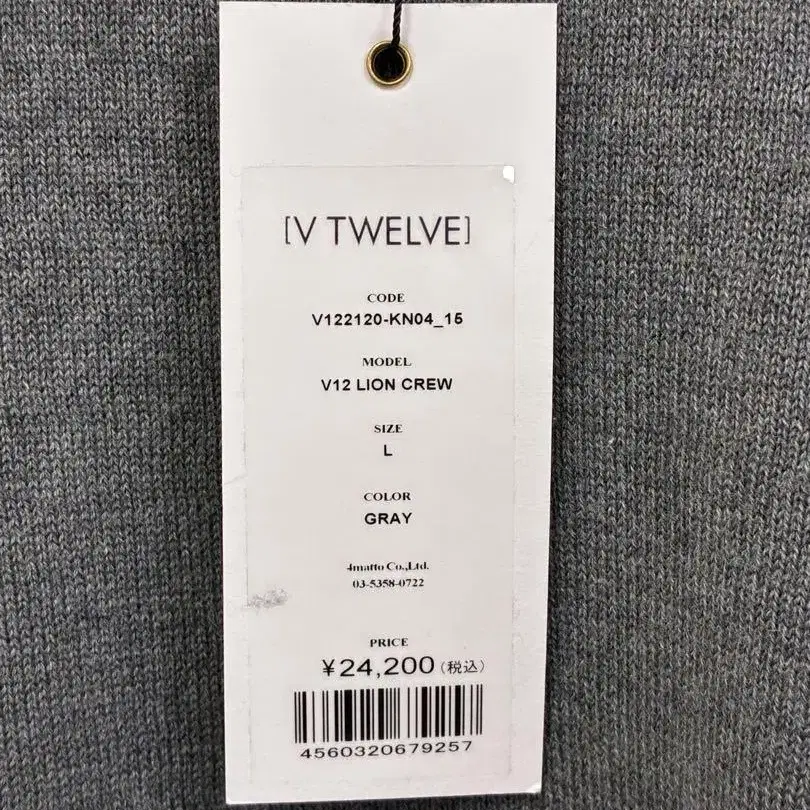 [V TWELVE]
CODE
V122120-KN04_15
MODEL
V12 LION CREW
SIZE
L
COLOR
GRAY
4matto Co.,Ltd.
03-5358-0722
PRICE
¥24,200(税込)
4560320679257